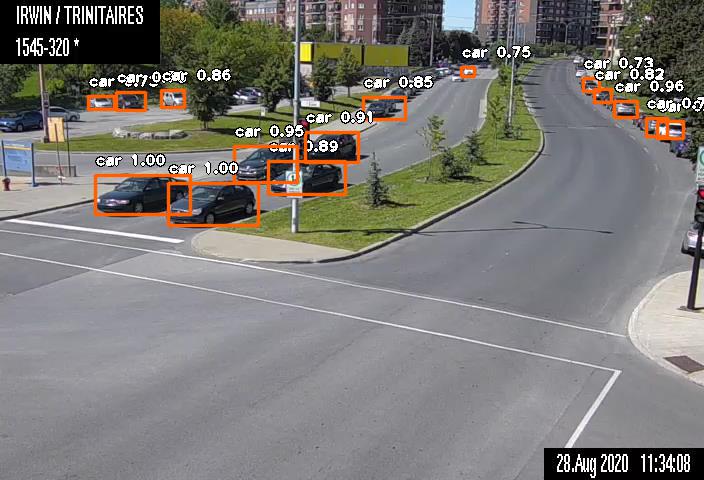 IRWIN / TRINITAIRES
1545-320 *
car 0.86
car 0.85
car 0.75
car 0.73
car 0.82
car 0.96
car 0.91
car 0.95
car 0.89
car 1.00
car 1.00
28.Aug 2020 11:34:08